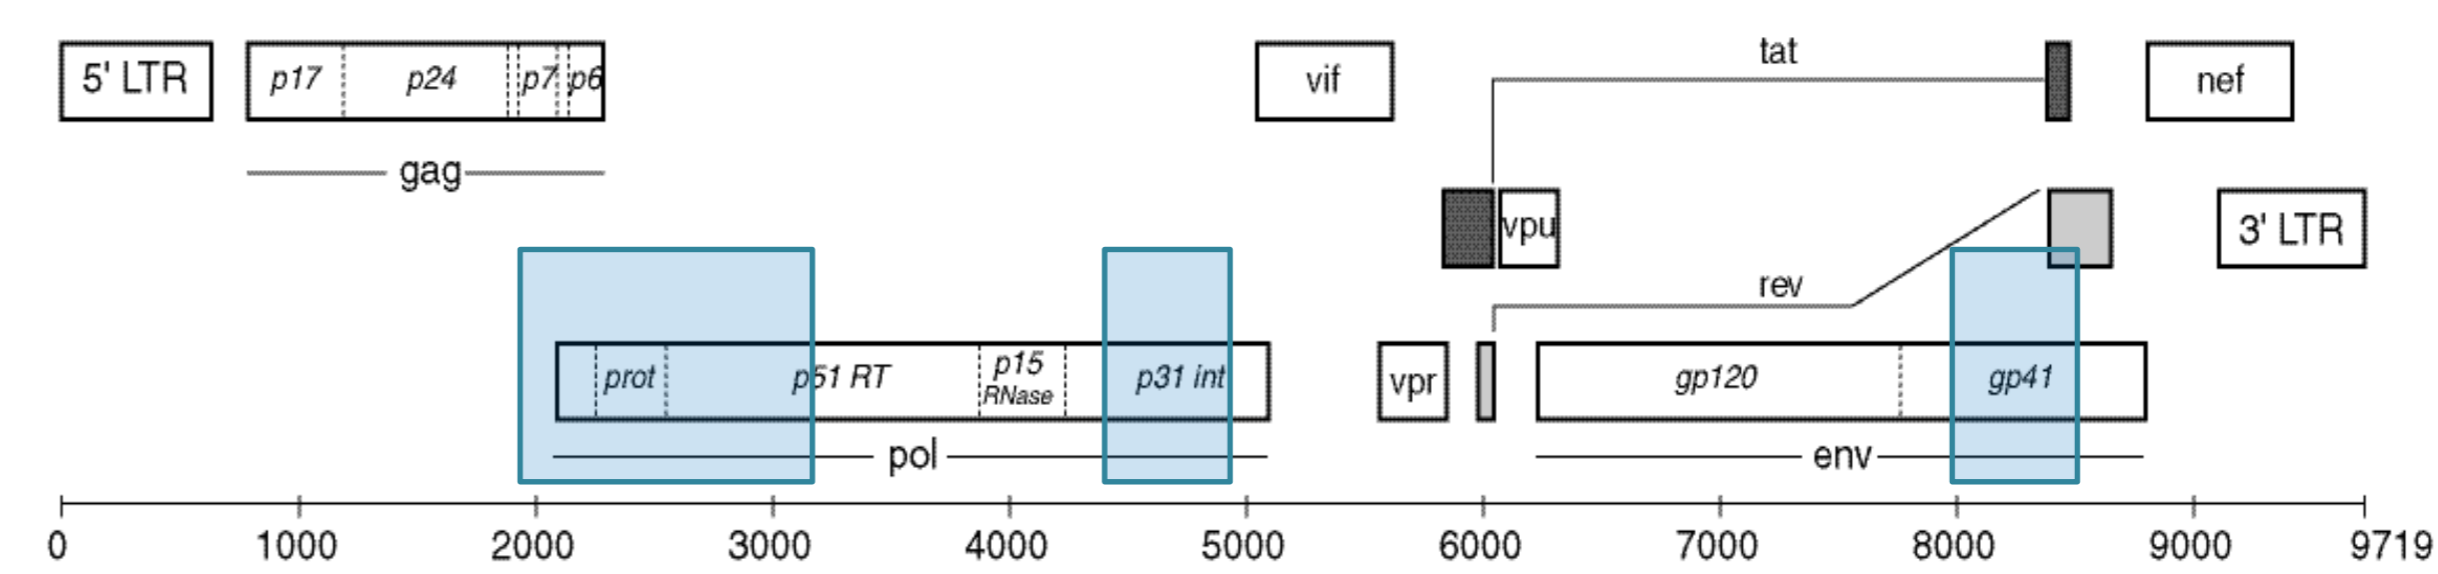 5' LTR
p17
p24
p7
p6
vif
tat
nef
gag
vpu
3' LTR
rev
prot
p51 RT
p15
RNase
p31 int
vpr
gp120
gp41
pol
env
0 1000 2000 3000 4000 5000 6000 7000 8000 9000 9719